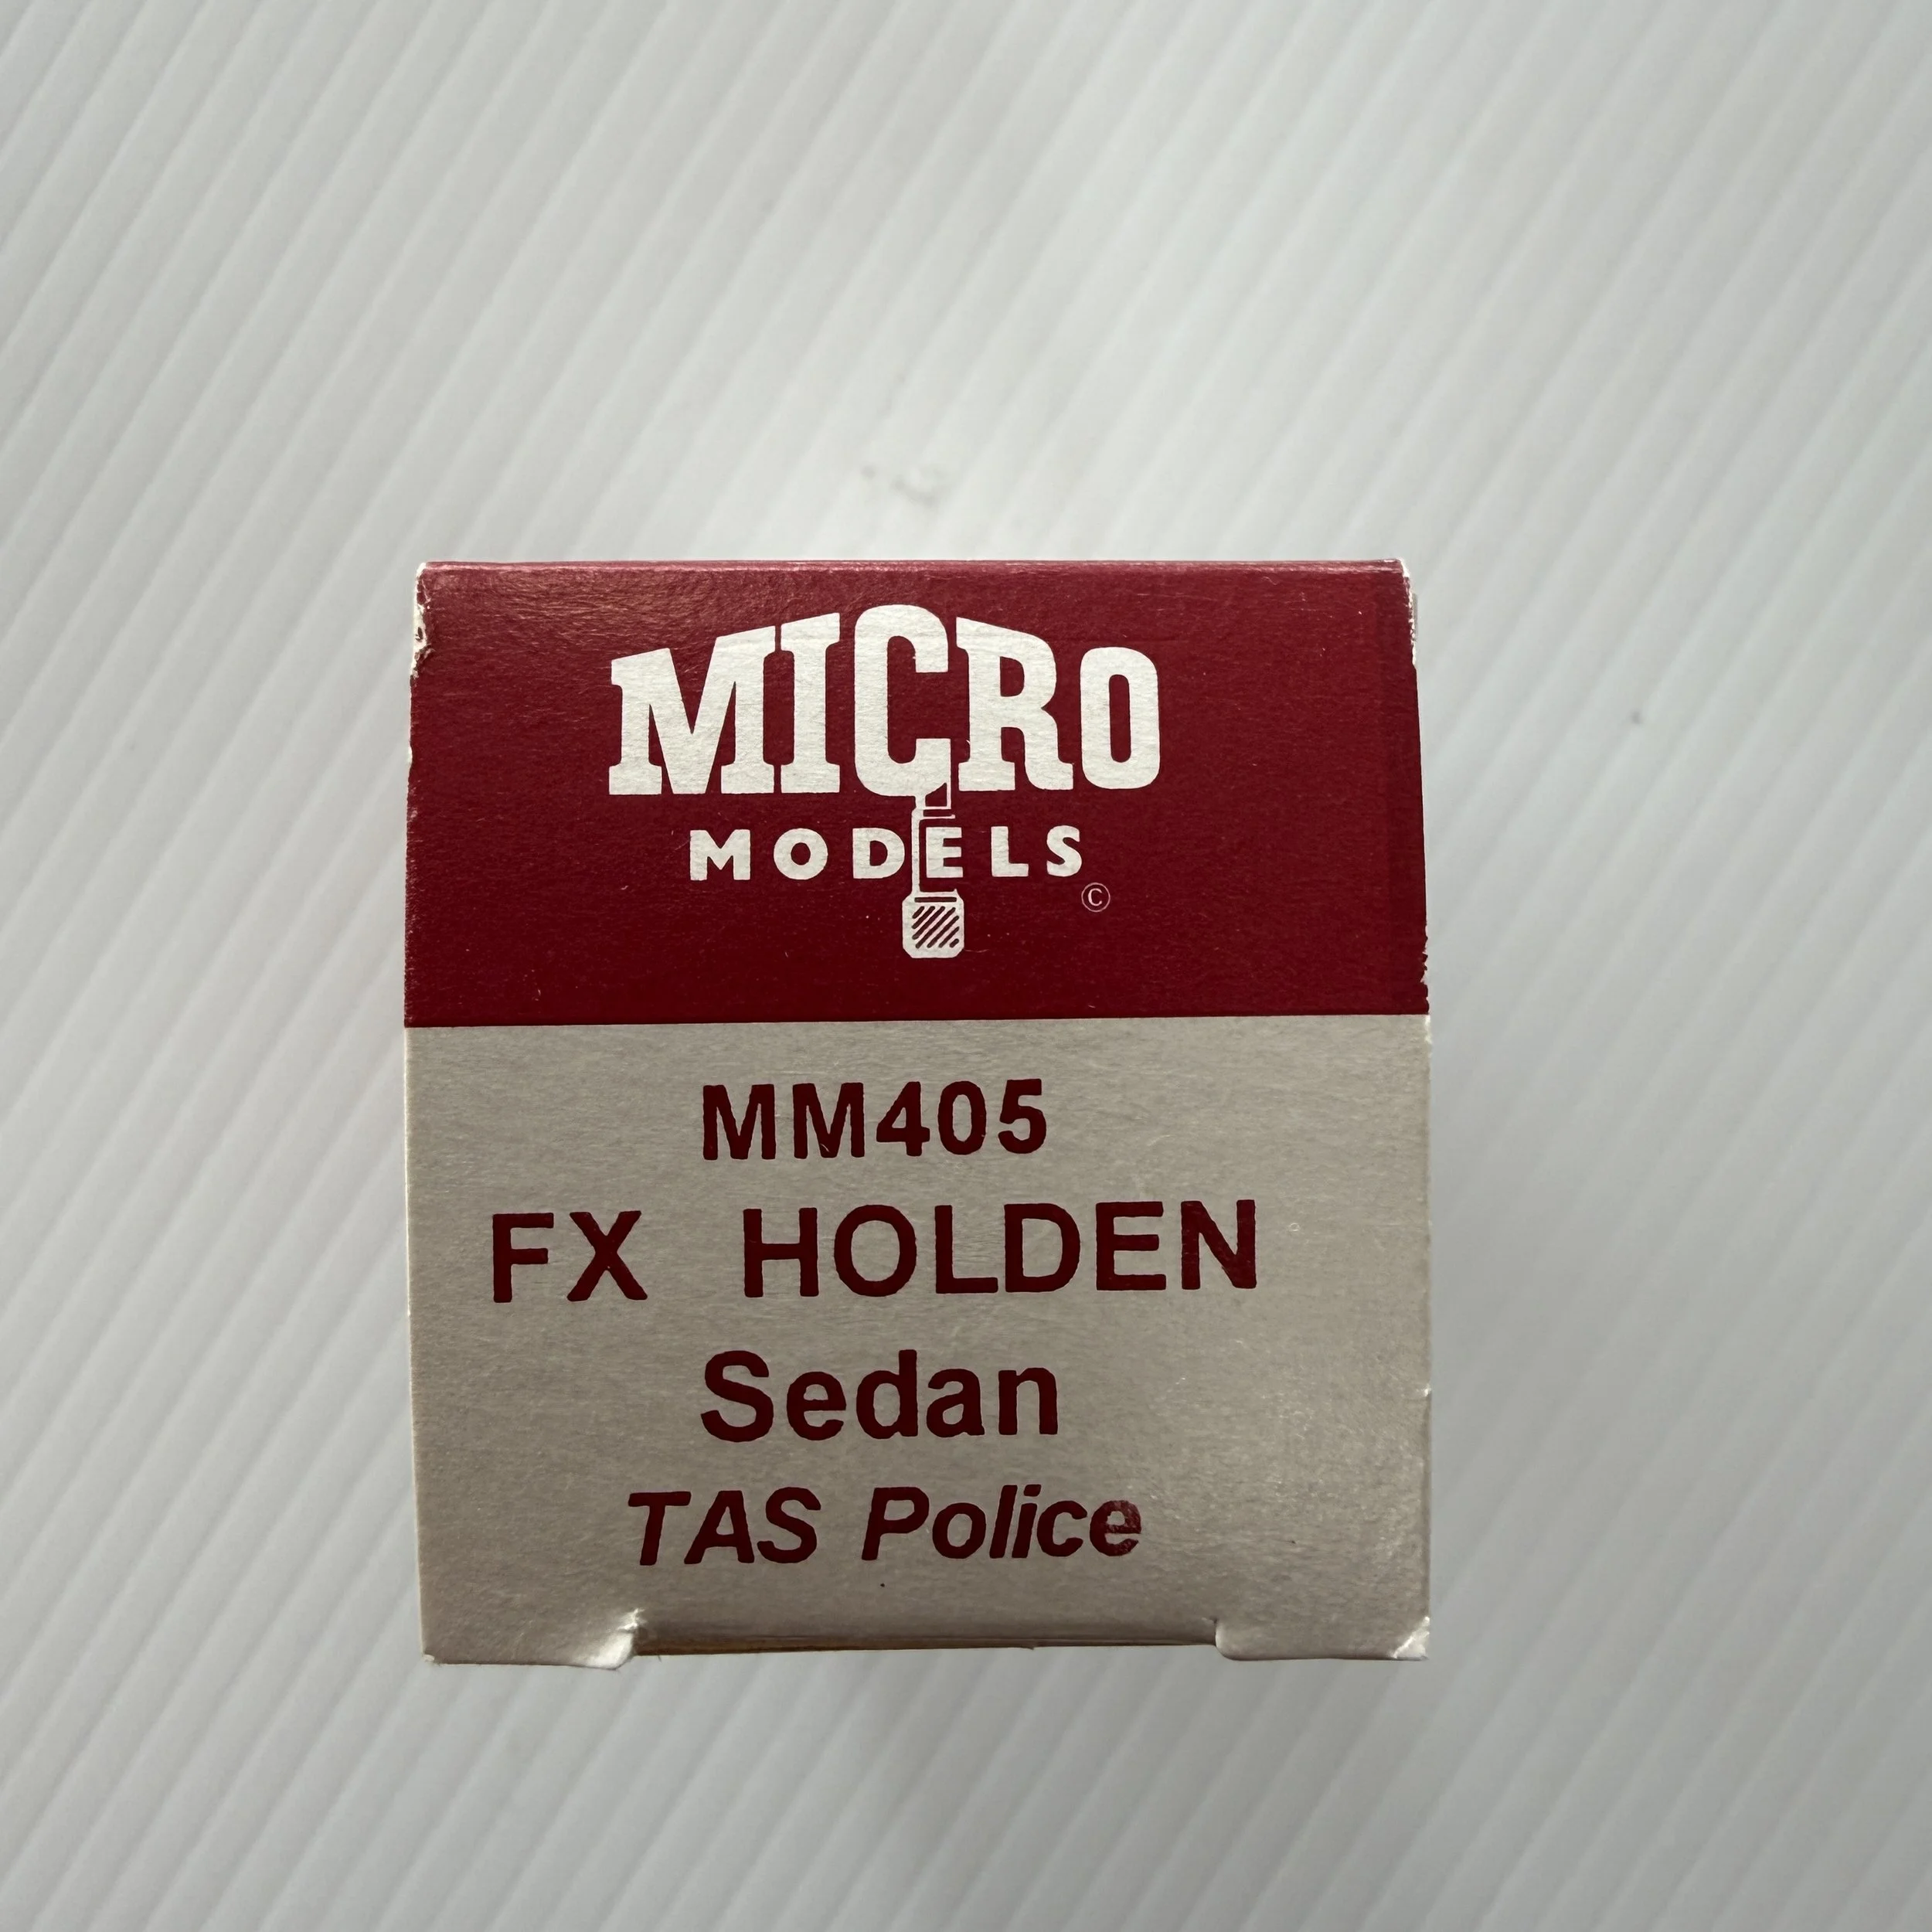 MICRO
MODELS
©
MM405
FX HOLDEN
Sedan
TAS Police